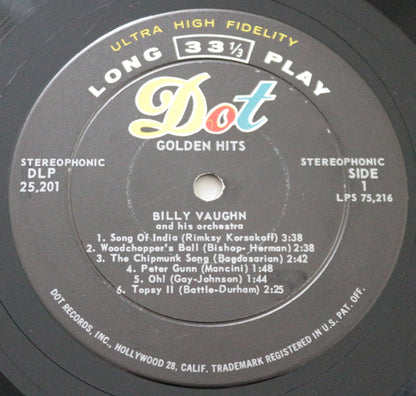 ULTRA HIGH FIDELITY
LONG 33 1/3 PLAY
Dot
GOLDEN HITS
STEREOPHONIC
DLP
25,201
STEREOPHONIC
SIDE
1
LPS 75,216
BILLY VAUGHN
and his orchestra
1. Song Of India (Rimksy Korsakoff) 3:38
2. Woodchopper's Ball (Bishop-Herman) 2:38
3. The Chipmunk Song (Bagdasarian) 2:42
4. Peter Gunn (Mancini) 1:48
5. Oh! (Gay-Johnson) 1:48
6. Topsy II (Battle-Durham) 2:25
DOT RECORDS, INC., HOLLYWOOD 28, CALIF. TRADEMARK REGISTERED IN U.S. PAT. OFF.